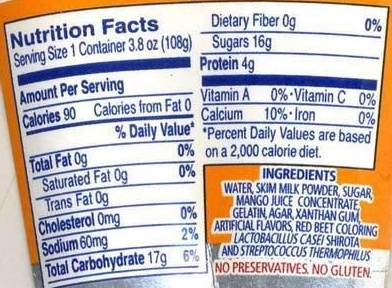 Nutrition Facts
Serving Size 1 Container 3.8 oz (108g)
Amount Per Serving
Calories 90 Calories from Fat 0
% Daily Value*
Total Fat 0g 0%
Saturated Fat 0g 0%
Trans Fat 0g
Cholesterol 0mg 0%
Sodium 60mg 2%
Total Carbohydrate 17g 6%
Dietary Fiber 0g 0%
Sugars 16g
Protein 4g
Vitamin A 0%·Vitamin C 0%
Calcium 10%·Iron 0%
*Percent Daily Values are based
on a 2,000 calorie diet.
INGREDIENTS
WATER, SKIM MILK POWDER, SUGAR,
MANGO JUICE CONCENTRATE,
GELATIN, AGAR, XANTHAN GUM,
ARTIFICIAL FLAVORS, RED BEET COLORING
LACTOBACILLUS CASEI SHIROTA
AND STREPTOCOCCUS THERMOPHILUS
NO PRESERVATIVES. NO GLUTEN.